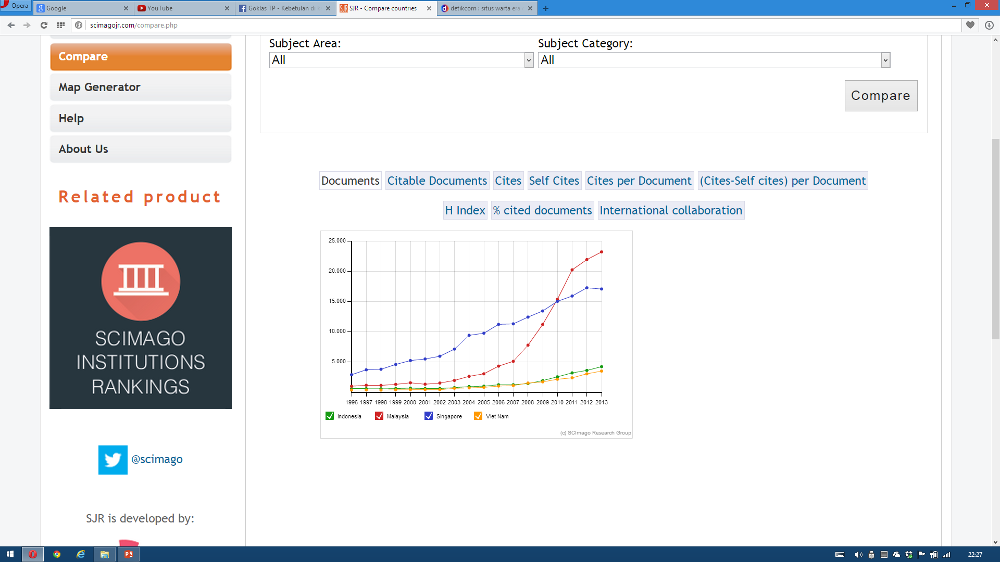 Opera
Google
YouTube
Goklas TP - Kebetulan di k
SJR - Compare countries
detikcom : situs warta era
scimagojr.com/compare.php
Compare
Map Generator
Help
About Us
Related product
SCIMAGO
INSTITUTIONS
RANKINGS
@scimago
SJR is developed by:
Subject Area:
Subject Category:
All
All
Compare
Documents Citable Documents Cites Self Cites Cites per Document (Cites-Self cites) per Document
H Index % cited documents International collaboration
25.000
20.000
15.000
10.000
5.000
1996 1997 1998 1999 2000 2001 2002 2003 2004 2005 2006 2007 2008 2009 2010 2011 2012 2013
Indonesia Malaysia Singapore Viet Nam
(c) SCImago Research Group
22:27